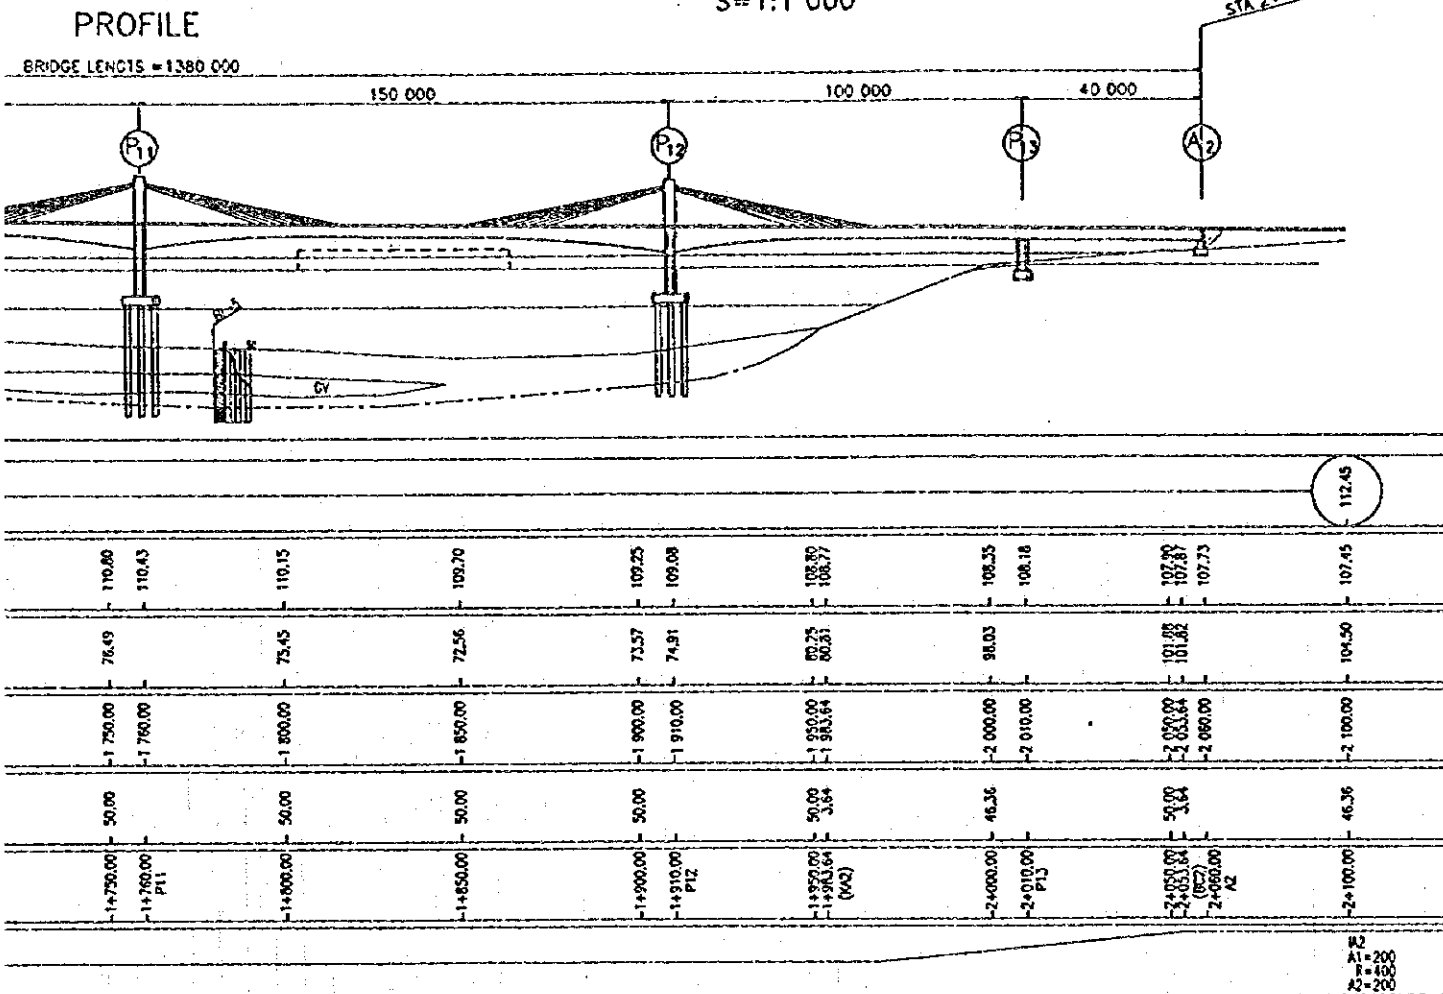 S=1:1 000
PROFILE
STA 2
BRIDGE LENGTS = 1380 000
150 000 100 000 40 000
P11 P12 P13 A2
GV
112.45
110.80 110.43 110.15 109.70 109.25 109.08 108.80 108.77 108.35 108.18 107.90 107.87 107.73 107.45
76.49 75.45 72.56 73.57 74.91 80.25 80.81 98.03 101.88 101.82 104.50
1 750.00 1 760.00 1 800.00 1 850.00 1 900.00 1 910.00 1 950.00 1 983.64 2 000.00 2 010.00 2 050.00 2 053.64 2 060.00 2 100.00
50.00 50.00 50.00 50.00 50.00 3.64 46.36 50.00 3.64 46.36
1+750.00 1+760.00 1+800.00 1+850.00 1+900.00 1+910.00 1+950.00 1+983.64 2+000.00 2+010.00 2+050.00 2+053.64 2+060.00 2+100.00
P11 P12 (KA2) P13 (BC2) A2
A1=200
R=400
A2=200